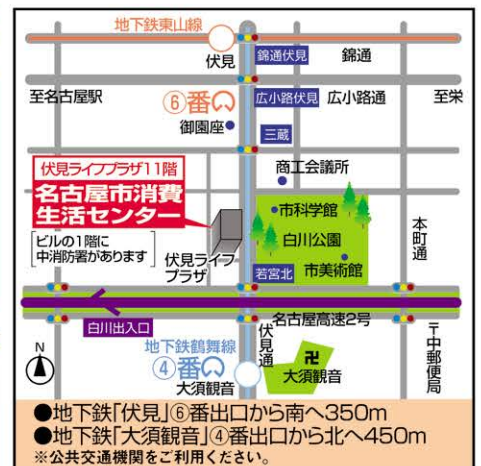 地下鉄東山線
伏見
錦通伏見
錦通
至名古屋駅
⑥番
広小路伏見
広小路通
至栄
御園座
三蔵
商工会議所
伏見ライフプラザ11階
名古屋市消費
生活センター
ビルの1階に
中消防署があります
伏見ライフ
プラザ
市科学館
白川公園
市美術館
若宮北
本町通
名古屋高速2号
白川出入口
伏見通
地下鉄鶴舞線
④番
大須観音
卍
大須観音
〒中郵便局
N
●地下鉄「伏見」⑥番出口から南へ350m
●地下鉄「大須観音」④番出口から北へ450m
※公共交通機関をご利用ください。